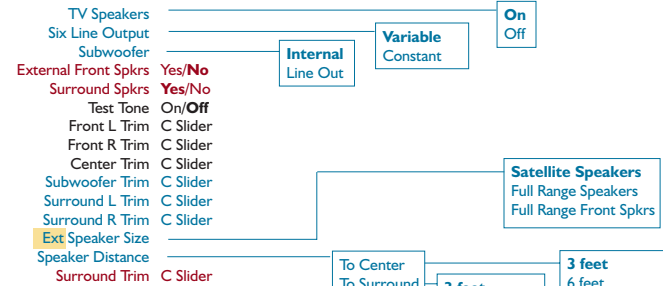 TV Speakers
On
Off
Six Line Output
Variable
Constant
Subwoofer
Internal
Line Out
External Front Spkrs Yes/No
Surround Spkrs Yes/No
Test Tone On/Off
Front L Trim C Slider
Front R Trim C Slider
Center Trim C Slider
Subwoofer Trim C Slider
Surround L Trim C Slider
Surround R Trim C Slider
Ext Speaker Size
Satellite Speakers
Full Range Speakers
Full Range Front Spkrs
Speaker Distance
To Center
To Surround
3 feet
6 feet
Surround Trim C Slider